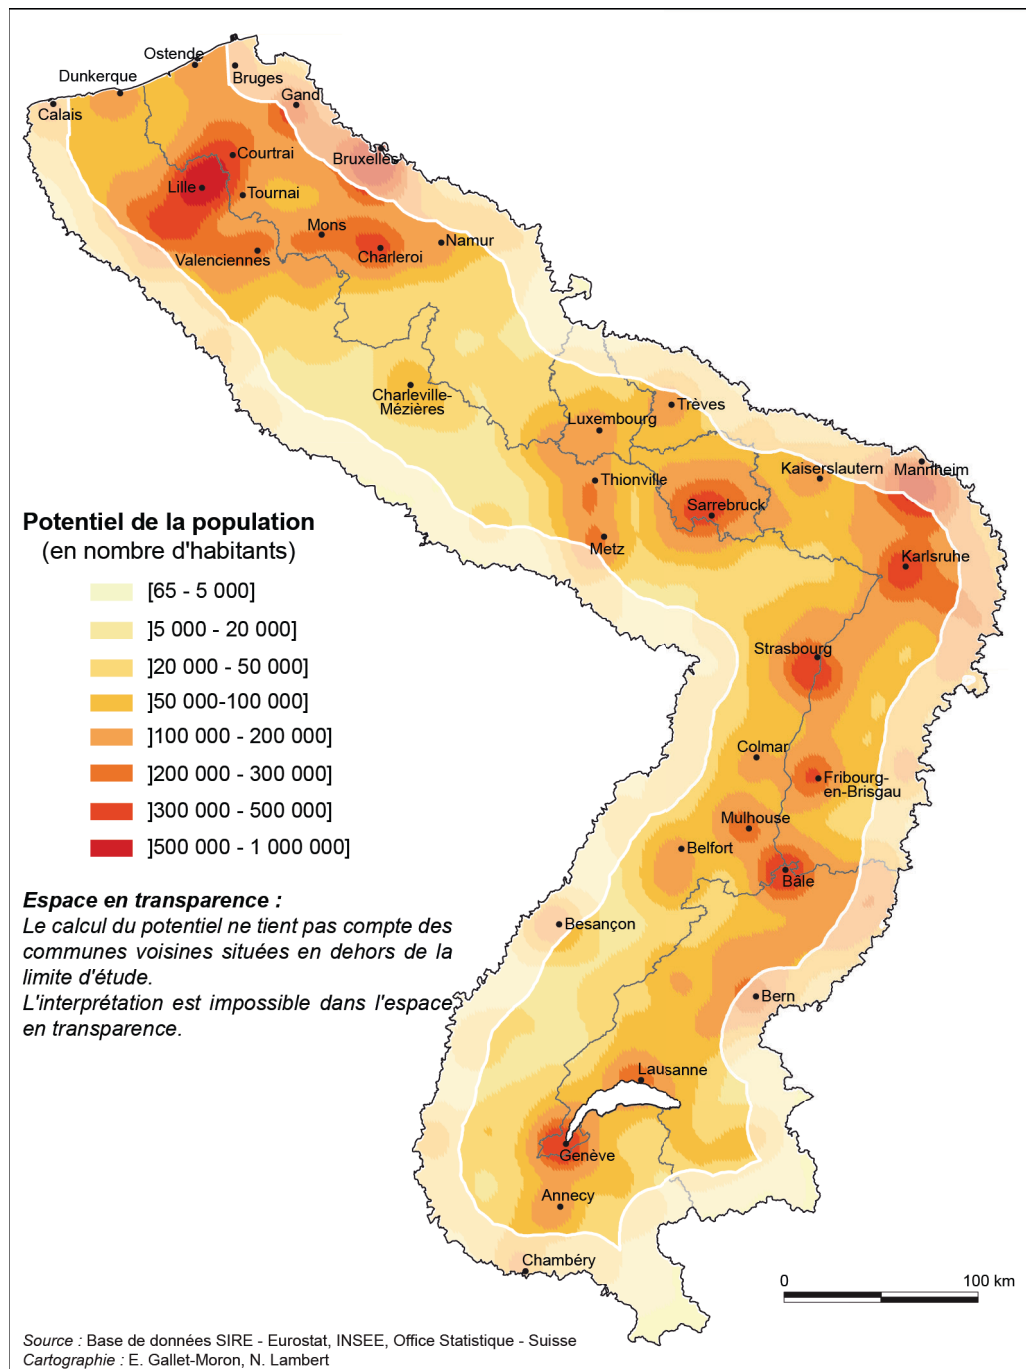 Ostende
Dunkerque
Bruges
Calais
Gand
Bruxelles
Courtrai
Lille
Tournai
Mons
Namur
Valenciennes
Charleroi
Charleville-
Mézières
Luxembourg
Trèves
Kaiserslautern
Mannheim
Thionville
Sarrebruck
Metz
Karlsruhe
Strasbourg
Colmar
Fribourg-
en-Brisgau
Mulhouse
Belfort
Bâle
Besançon
Bern
Lausanne
Genève
Annecy
Chambéry
Potentiel de la population
(en nombre d'habitants)
[65 - 5 000]
]5 000 - 20 000]
]20 000 - 50 000]
]50 000-100 000]
]100 000 - 200 000]
]200 000 - 300 000]
]300 000 - 500 000]
]500 000 - 1 000 000]
Espace en transparence :
Le calcul du potentiel ne tient pas compte des
communes voisines situées en dehors de la
limite d'étude.
L'interprétation est impossible dans l'espace
en transparence.
0 100 km
Source : Base de données SIRE - Eurostat, INSEE, Office Statistique - Suisse
Cartographie : E. Gallet-Moron, N. Lambert